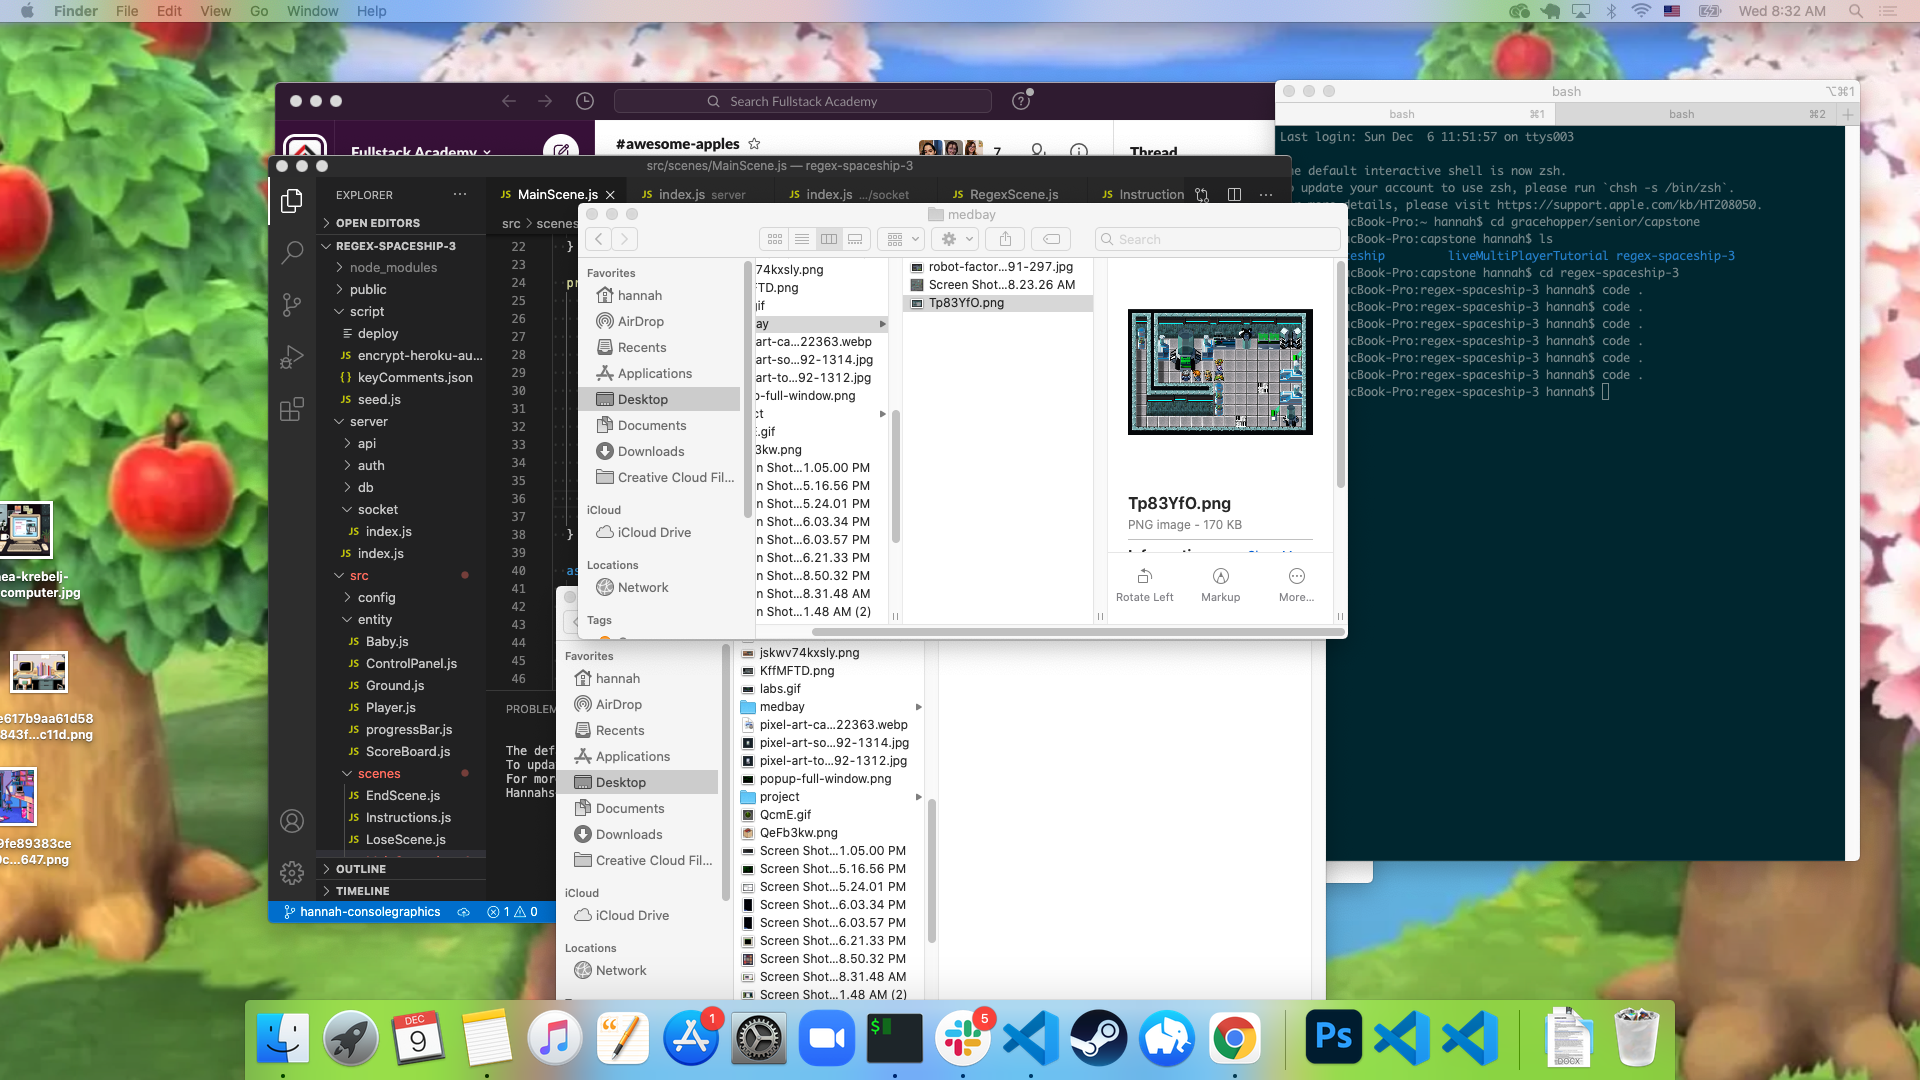 Finder File Edit View Go Window Help
Wed 8:32 AM
Search Fullstack Academy
Fullstack Academy
#awesome-apples
7
Thread
src/scenes/MainScene.js — regex-spaceship-3
EXPLORER
MainScene.js
index.js server
index.js .../socket
RegexScene.js
Instruction
OPEN EDITORS
src > scenes
REGEX-SPACESHIP-3
node_modules
public
script
deploy
encrypt-heroku-au...
keyComments.json
seed.js
server
api
auth
db
socket
index.js
index.js
src
config
entity
Baby.js
ControlPanel.js
Ground.js
Player.js
progressBar.js
ScoreBoard.js
scenes
EndScene.js
Instructions.js
LoseScene.js
OUTLINE
TIMELINE
hannah-consolegraphics
1 0
22 }
23
24 pr
25
26
27
28
29
30
31
32
33
34
35
36
37
38 }
39
40 as
41
42
43
44
45
46
PROBLEM
The def
To upda
For mor
Hannahs
medbay
Search
Favorites
hannah
AirDrop
Recents
Applications
Desktop
Documents
Downloads
Creative Cloud Fil...
iCloud
iCloud Drive
Locations
Network
Tags
74kxsly.png
FTD.png
if
ay
art-ca...22363.webp
art-so...92-1314.jpg
art-to...92-1312.jpg
p-full-window.png
ct
E.gif
3kw.png
n Shot...1.05.00 PM
n Shot...5.16.56 PM
n Shot...5.24.01 PM
n Shot...6.03.34 PM
n Shot...6.03.57 PM
n Shot...6.21.33 PM
n Shot...8.50.32 PM
n Shot...8.31.48 AM
n Shot...1.48 AM (2)
robot-factor...91-297.jpg
Screen Shot...8.23.26 AM
Tp83YfO.png
Tp83YfO.png
PNG image - 170 KB
Rotate Left
Markup
More...
Favorites
hannah
AirDrop
Recents
Applications
Desktop
Documents
Downloads
Creative Cloud Fil...
iCloud
iCloud Drive
Locations
Network
jskwv74kxsly.png
KffMFTD.png
labs.gif
medbay
pixel-art-ca...22363.webp
pixel-art-so...92-1314.jpg
pixel-art-to...92-1312.jpg
popup-full-window.png
project
QcmE.gif
QeFb3kw.png
Screen Shot...1.05.00 PM
Screen Shot...5.16.56 PM
Screen Shot...5.24.01 PM
Screen Shot...6.03.34 PM
Screen Shot...6.03.57 PM
Screen Shot...6.21.33 PM
Screen Shot...8.50.32 PM
Screen Shot...8.31.48 AM
Screen Shot...1.48 AM (2)
bash
⌥⌘1
bash ⌘1
bash ⌘2
Last login: Sun Dec  6 11:51:57 on ttys003
he default interactive shell is now zsh.
o update your account to use zsh, please run `chsh -s /bin/zsh`.
more details, please visit https://support.apple.com/kb/HT208050.
acBook-Pro:~ hannah$ cd gracehopper/senior/capstone
acBook-Pro:capstone hannah$ ls
ceship liveMultiPlayerTutorial regex-spaceship-3
acBook-Pro:capstone hannah$ cd regex-spaceship-3
acBook-Pro:regex-spaceship-3 hannah$ code .
acBook-Pro:regex-spaceship-3 hannah$ code .
acBook-Pro:regex-spaceship-3 hannah$ code .
acBook-Pro:regex-spaceship-3 hannah$ code .
acBook-Pro:regex-spaceship-3 hannah$ code .
acBook-Pro:regex-spaceship-3 hannah$ code .
acBook-Pro:regex-spaceship-3 hannah$
ea-krebelj-
computer.jpg
e617b9aa61d58
843f...c11d.png
9fe89383ce
0c...647.png
DEC
9
1
$
5
Ps
DOCX